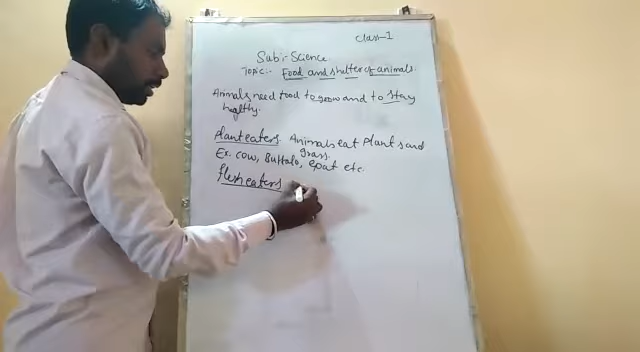 Class-I
Sub:- Science
Topic:- Food and shelter of animals.
Animals need food to grow and to stay
healthy.
Plant eaters. Animals eat Plants and
grass.
Ex. Cow, Buffalo, goat etc.
Flesh eaters